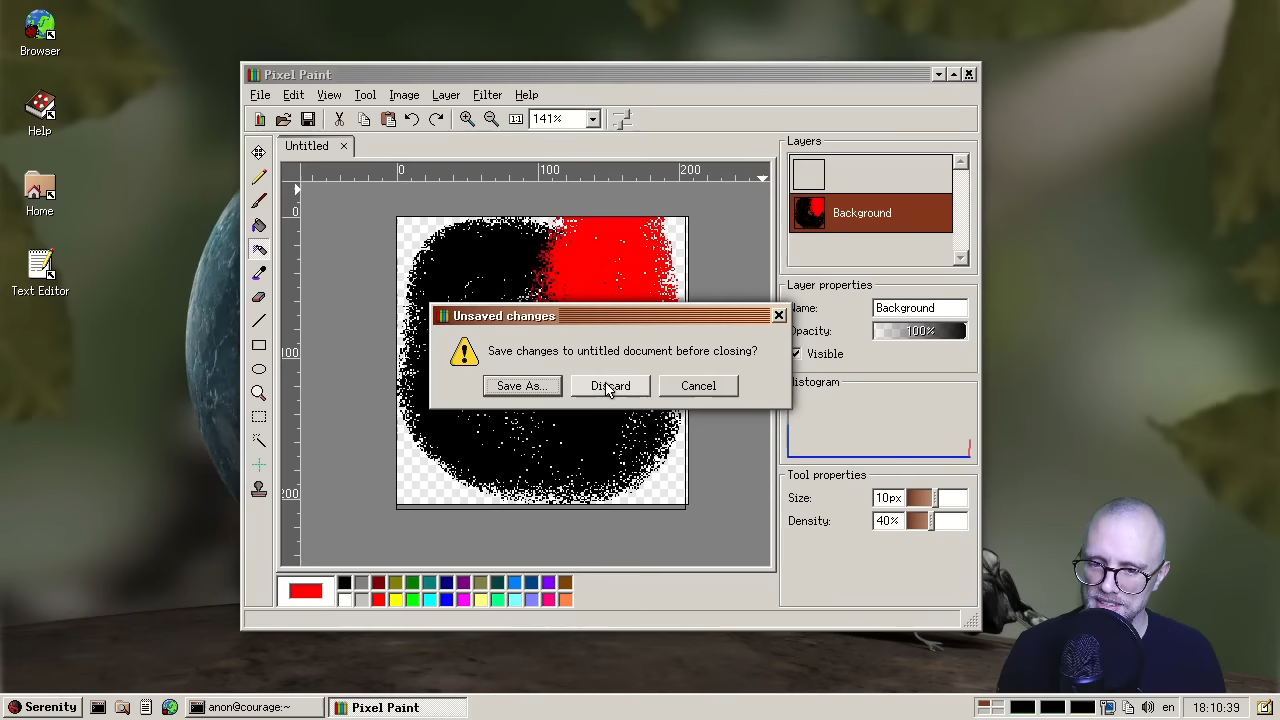 Browser
Help
Home
Text Editor
Pixel Paint
File Edit View Tool Image Layer Filter Help
141%
Untitled
0 100 200
0
100
200
Layers
Background
Layer properties
Name: Background
Opacity: 100%
Visible
Histogram
Tool properties
Size: 10px
Density: 40%
Unsaved changes
Save changes to untitled document before closing?
Save As... Discard Cancel
Serenity
anon@courage:~
Pixel Paint
en
18:10:39